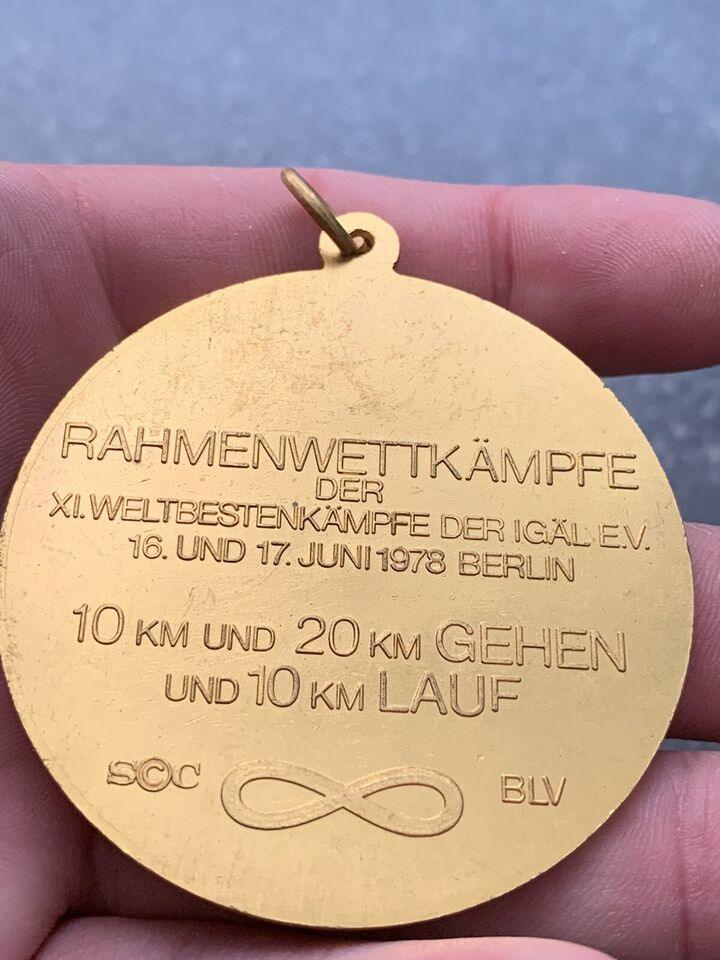 RAHMENWETTKÄMPFE
DER
XI. WELTBESTENKÄMPFE DER IGÄL E.V.
16. UND 17. JUNI 1978 BERLIN
10 KM UND 20 KM GEHEN
UND 10 KM LAUF
S©C BLV